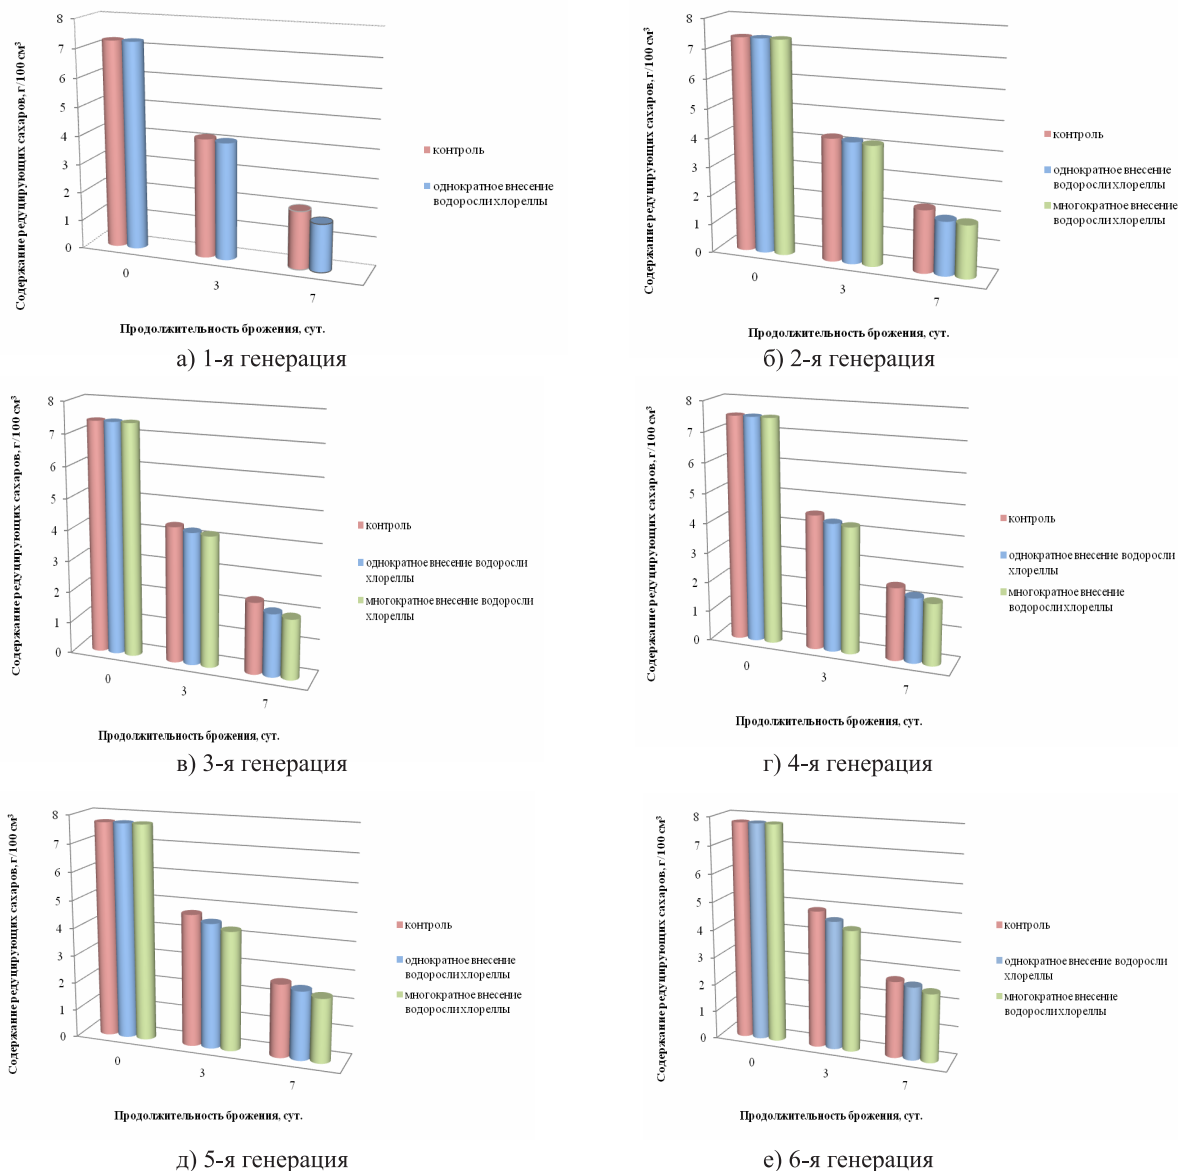 Содержание редуцирующих сахаров, г/100 см³
8
7
6
5
4
3
2
1
0
0
3
7
Продолжительность брожения, сут.
контроль
однократное внесение
водоросли хлореллы
а) 1-я генерация
Содержание редуцирующих сахаров, г/100 см³
8
7
6
5
4
3
2
1
0
0
3
7
Продолжительность брожения, сут.
контроль
однократное внесение
водоросли хлореллы
многократное внесение
водоросли хлореллы
б) 2-я генерация
Содержание редуцирующих сахаров, г/100 см³
8
7
6
5
4
3
2
1
0
0
3
7
Продолжительность брожения, сут.
контроль
однократное внесение водоросли
хлореллы
многократное внесение водоросли
хлореллы
в) 3-я генерация
Содержание редуцирующих сахаров, г/100 см³
8
7
6
5
4
3
2
1
0
0
3
7
Продолжительность брожения, сут.
контроль
однократное внесение водоросли
хлореллы
многократное внесение
водоросли хлореллы
г) 4-я генерация
Содержание редуцирующих сахаров, г/100 см³
8
7
6
5
4
3
2
1
0
0
3
7
Продолжительность брожения, сут.
контроль
однократное внесение
водоросли хлореллы
многократное внесение
водоросли хлореллы
д) 5-я генерация
Содержание редуцирующих сахаров, г/100 см³
8
7
6
5
4
3
2
1
0
0
3
7
Продолжительность брожения, сут.
контроль
однократное внесение водоросли
хлореллы
многократное внесение
водоросли хлореллы
е) 6-я генерация